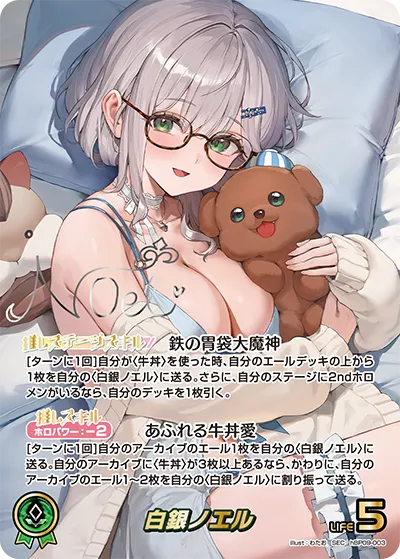 Noel
推しステージスキル 鉄の胃袋大魔神
[ターンに1回]自分が〈牛丼〉を使った時、自分のエールデッキの上から
1枚を自分の〈白銀ノエル〉に送る。さらに、自分のステージに2ndホロ
メンがいるなら、自分のデッキを1枚引く。
推しスキル
ホロパワー:-2 あふれる牛丼愛
[ターンに1回]自分のアーカイブのエール1枚を自分の〈白銀ノエル〉に
送る。自分のアーカイブに〈牛丼〉が3枚以上あるなら、かわりに、自分の
アーカイブのエール1~2枚を自分の〈白銀ノエル〉に割り振って送る。
白銀ノエル
LIFE 5
illust:わたお SEC hBP09-003